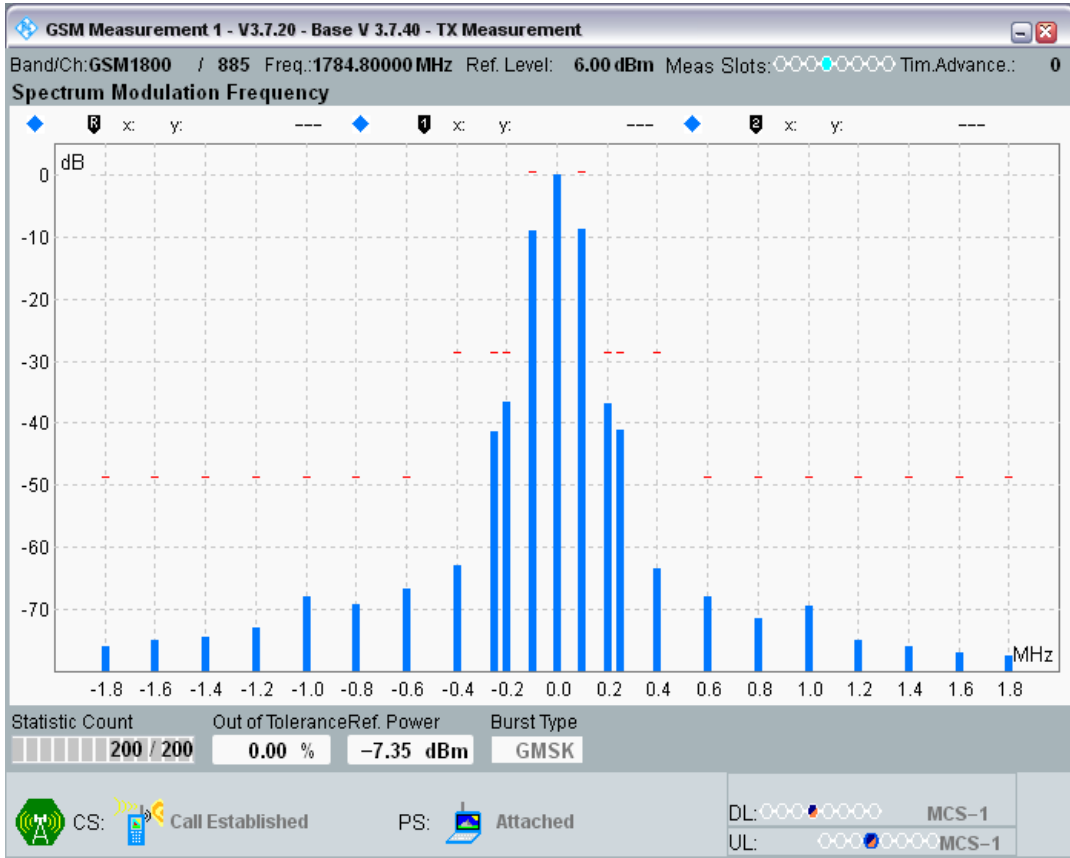 GSM Measurement 1 - V3.7.20 - Base V 3.7.40 - TX Measurement
Band/Ch:GSM1800 / 885 Freq.:1784.80000 MHz Ref. Level: 6.00 dBm Meas Slots: Tim.Advance.: 0
Spectrum Modulation Frequency
R x: y: --- 1 x: y: --- 2 x: y: ---
dB
0
-10
-20
-30
-40
-50
-60
-70
MHz
-1.8 -1.6 -1.4 -1.2 -1.0 -0.8 -0.6 -0.4 -0.2 0.0 0.2 0.4 0.6 0.8 1.0 1.2 1.4 1.6 1.8
Statistic Count Out of Tolerance Ref. Power Burst Type
200 / 200 0.00 % -7.35 dBm GMSK
CS: Call Established PS: Attached
DL: MCS-1
UL: MCS-1